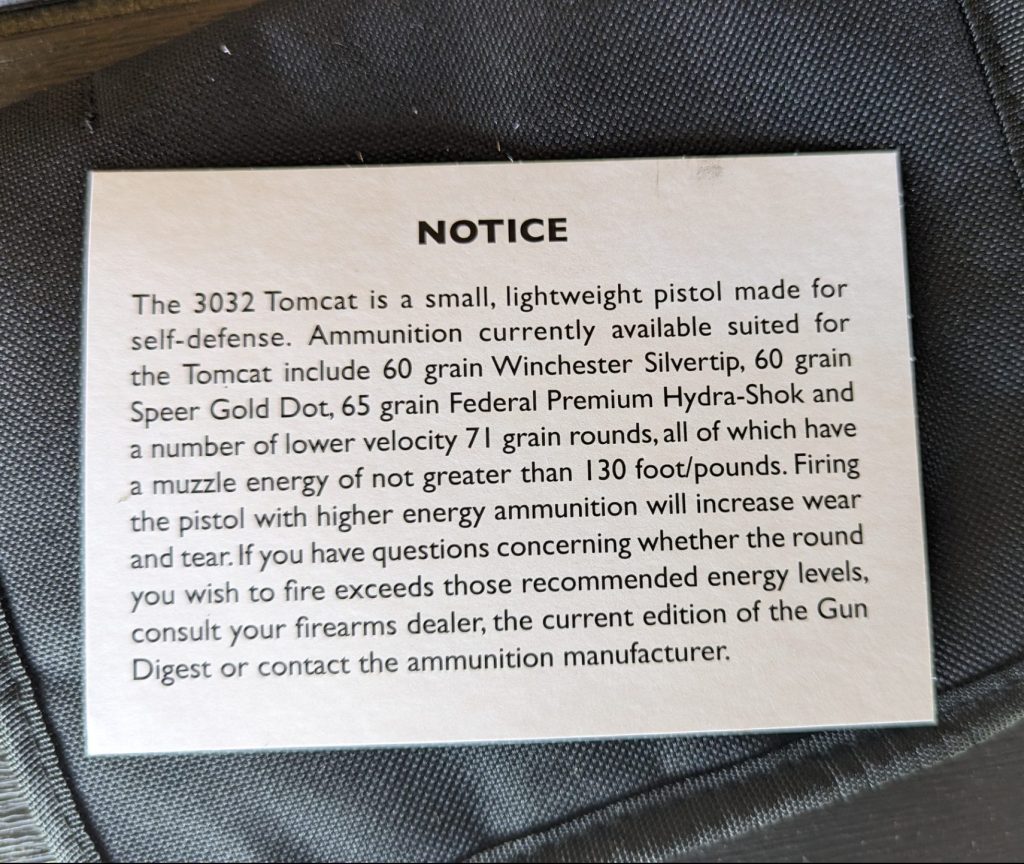 NOTICE
The 3032 Tomcat is a small, lightweight pistol made for
self-defense. Ammunition currently available suited for
the Tomcat include 60 grain Winchester Silvertip, 60 grain
Speer Gold Dot, 65 grain Federal Premium Hydra-Shok and
a number of lower velocity 71 grain rounds, all of which have
a muzzle energy of not greater than 130 foot/pounds. Firing
the pistol with higher energy ammunition will increase wear
and tear. If you have questions concerning whether the round
you wish to fire exceeds those recommended energy levels,
consult your firearms dealer, the current edition of the Gun
Digest or contact the ammunition manufacturer.